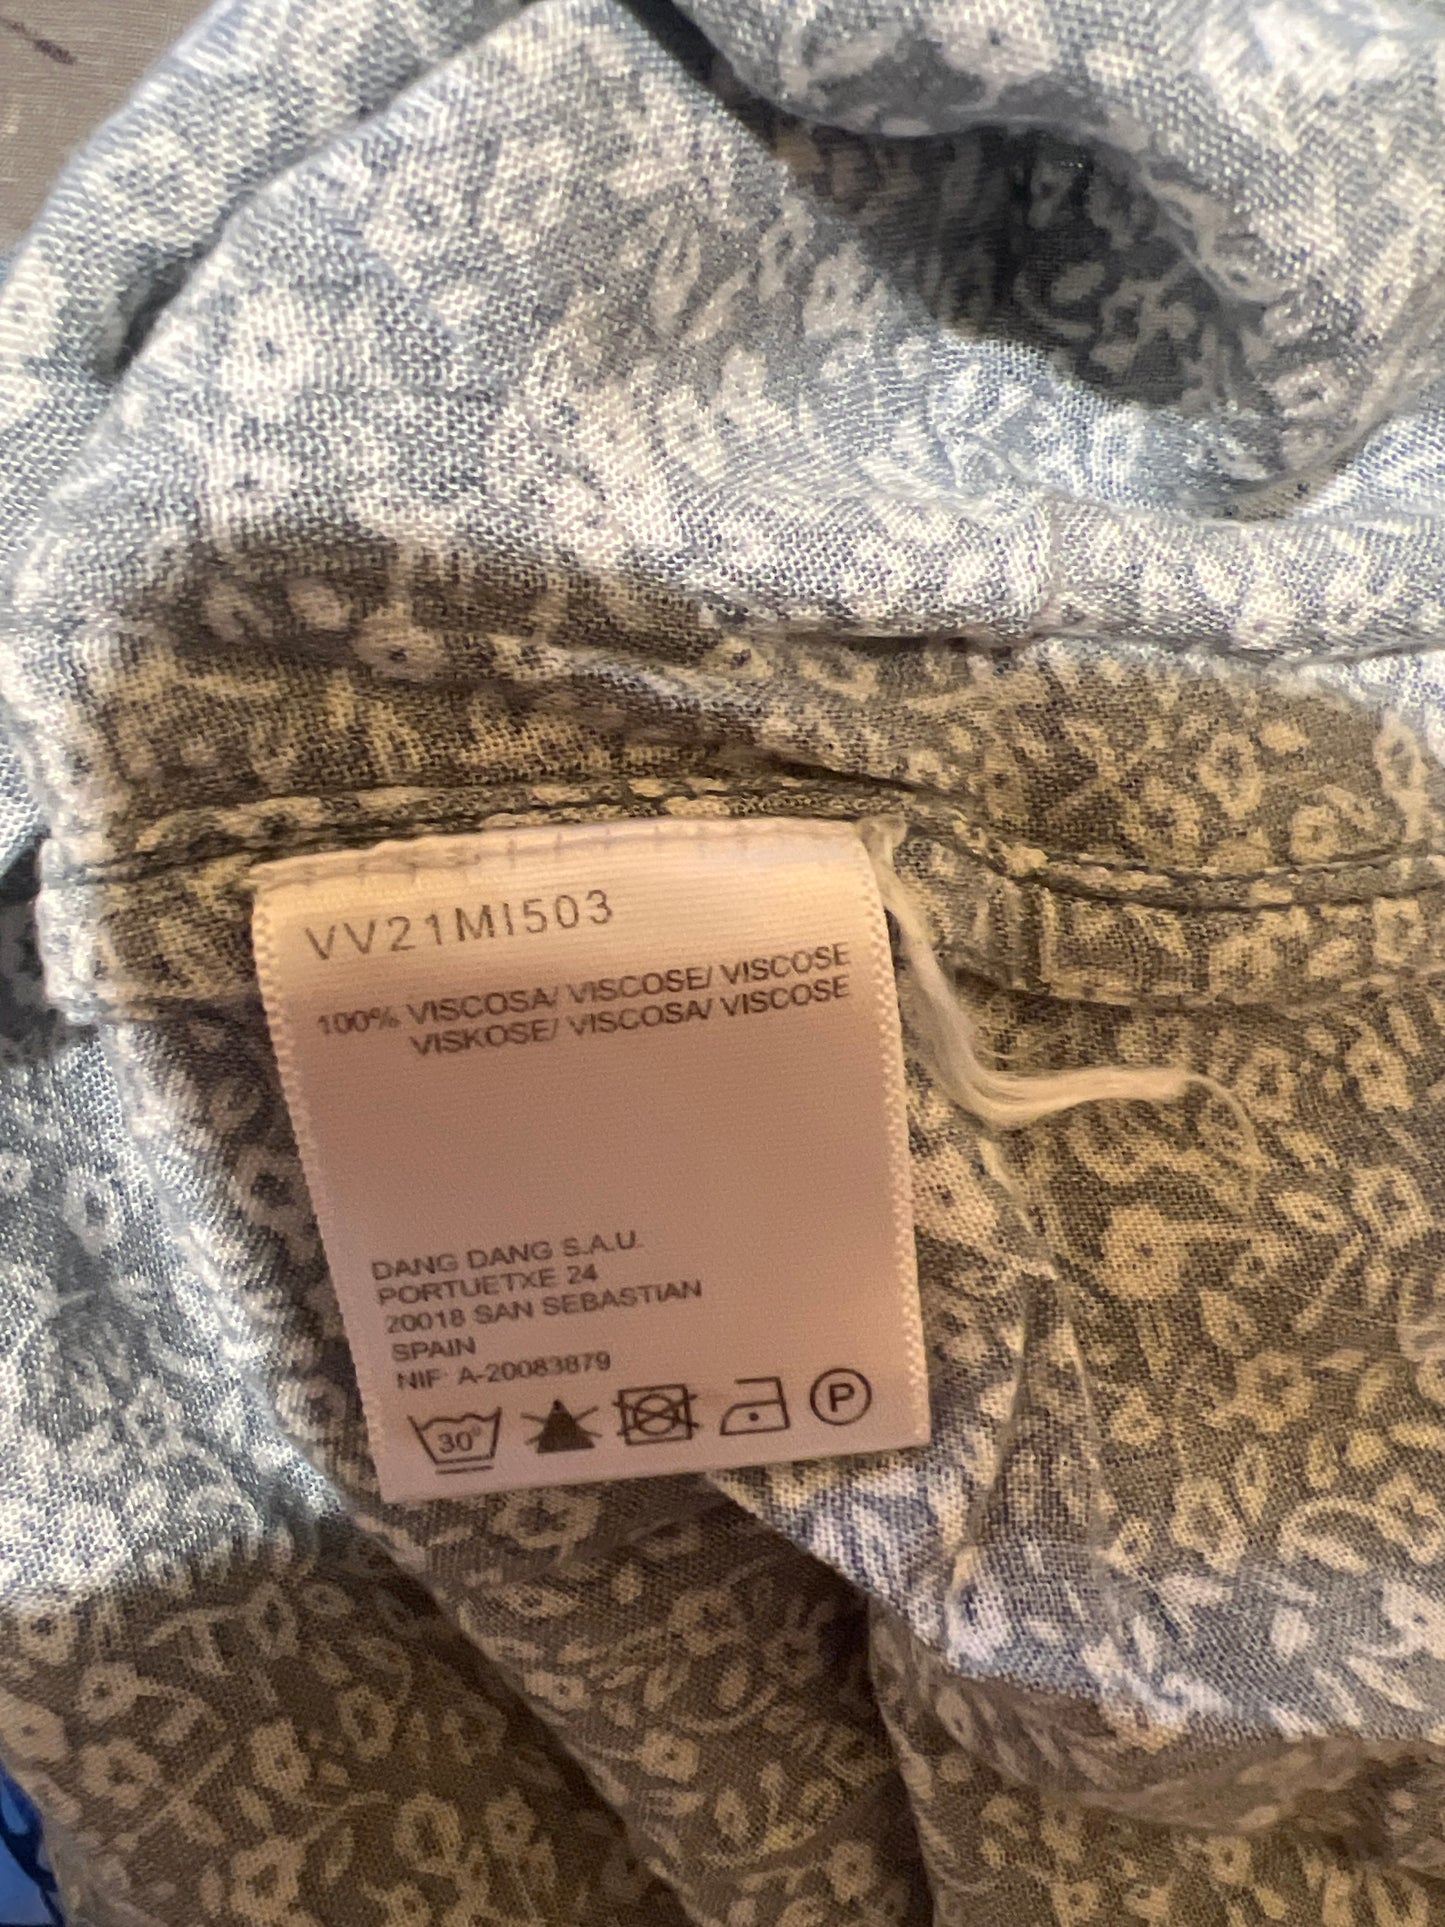 VV21MI503
100% VISCOSA/ VISCOSE/ VISCOSE
VISKOSE/ VISCOSA/ VISCOSE
DANG DANG S.A.U.
PORTUETXE 24
20018 SAN SEBASTIAN
SPAIN
NIF: A-20083879
30°
P